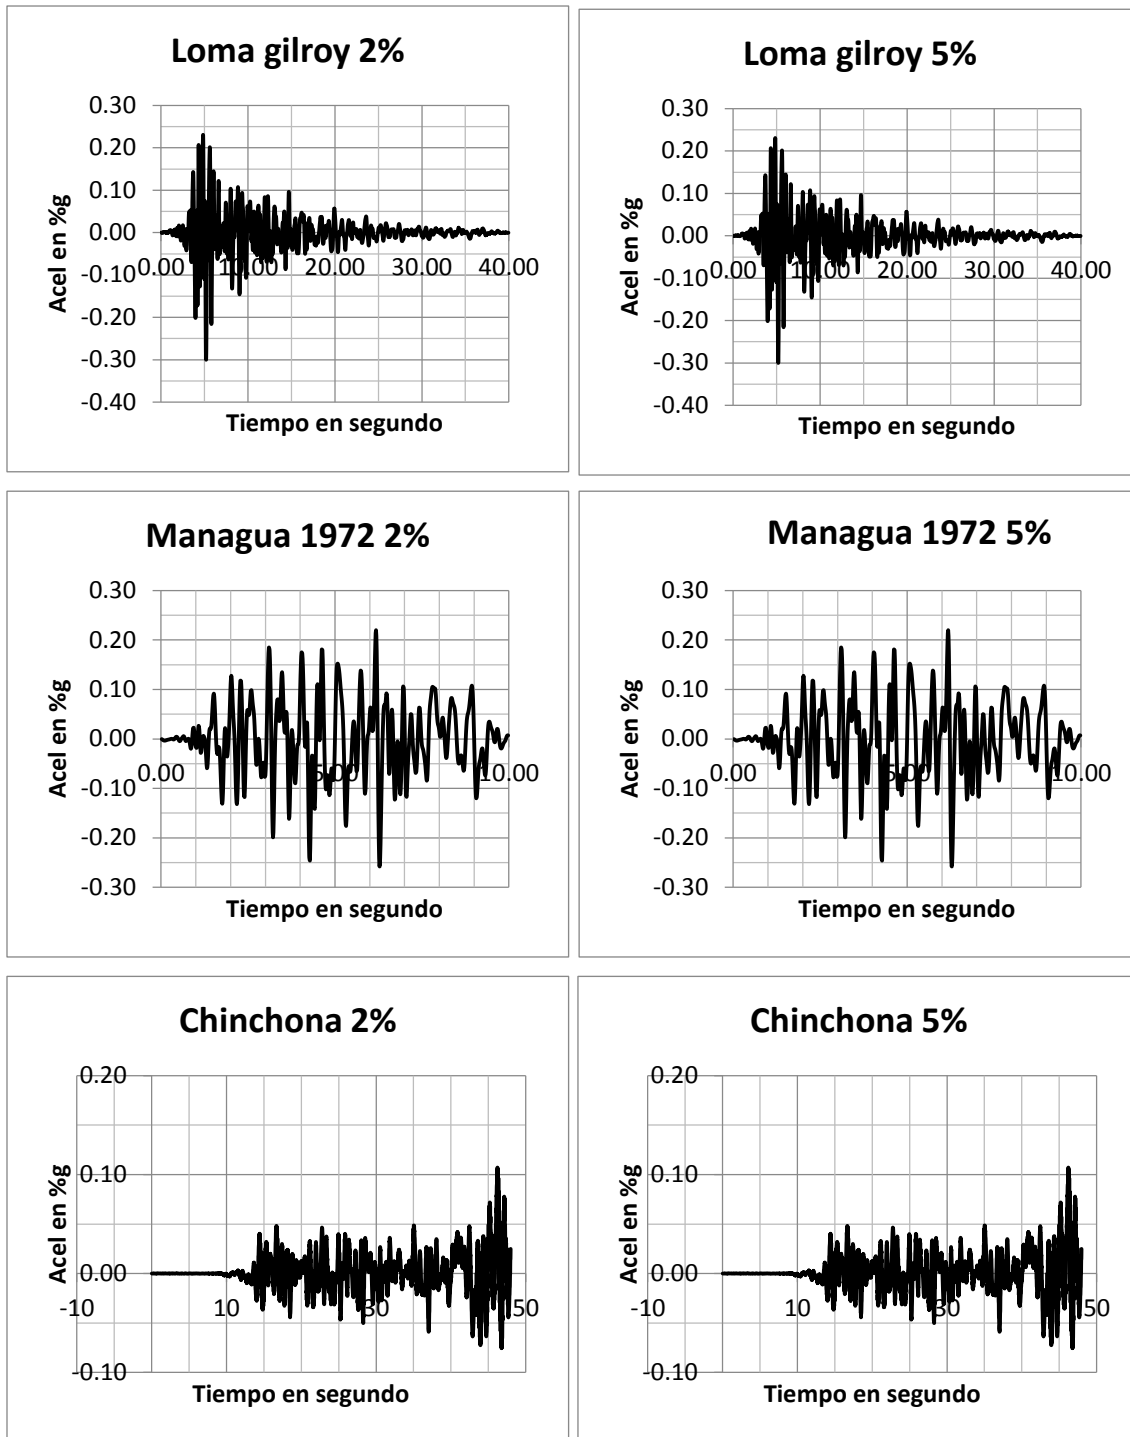 Loma gilroy 2%
Acel en %g
0.30
0.20
0.10
0.00
-0.10
-0.20
-0.30
-0.40
0.00 10.00 20.00 30.00 40.00
Tiempo en segundo
Loma gilroy 5%
Acel en %g
0.30
0.20
0.10
0.00
-0.10
-0.20
-0.30
-0.40
0.00 10.00 20.00 30.00 40.00
Tiempo en segundo
Managua 1972 2%
Acel en %g
0.30
0.20
0.10
0.00
-0.10
-0.20
-0.30
0.00 5.00 10.00
Tiempo en segundo
Managua 1972 5%
Acel en %g
0.30
0.20
0.10
0.00
-0.10
-0.20
-0.30
0.00 5.00 10.00
Tiempo en segundo
Chinchona 2%
Acel en %g
0.20
0.10
0.00
-0.10
-10 10 30 50
Tiempo en segundo
Chinchona 5%
Acel en %g
0.20
0.10
0.00
-0.10
-10 10 30 50
Tiempo en segundo